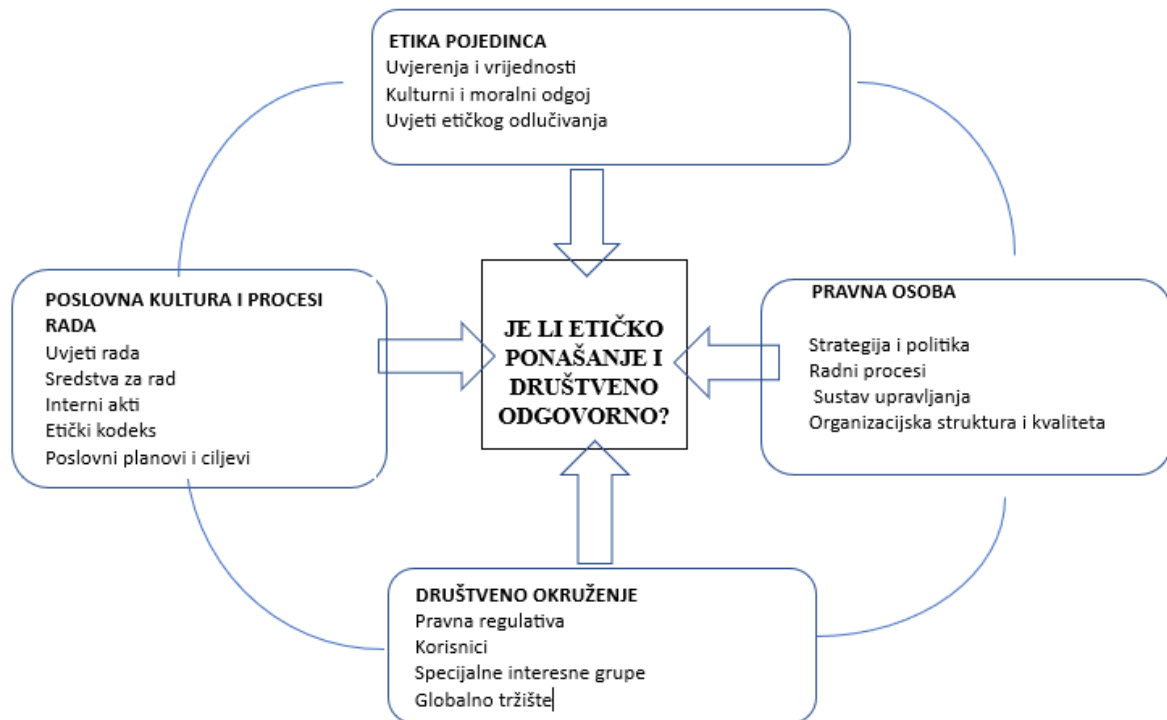 ETIKA POJEDINCA
Uvjerenja i vrijednosti
Kulturni i moralni odgoj
Uvjeti etičkog odlučivanja
POSLOVNA KULTURA I PROCESI
RADA
Uvjeti rada
Sredstva za rad
Interni akti
Etički kodeks
Poslovni planovi i ciljevi
JE LI ETIČKO
PONAŠANJE I
DRUŠTVENO
ODGOVORNO?
PRAVNA OSOBA
Strategija i politika
Radni procesi
Sustav upravljanja
Organizacijska struktura i kvaliteta
DRUŠTVENO OKRUŽENJE
Pravna regulativa
Korisnici
Specijalne interesne grupe
Globalno tržište